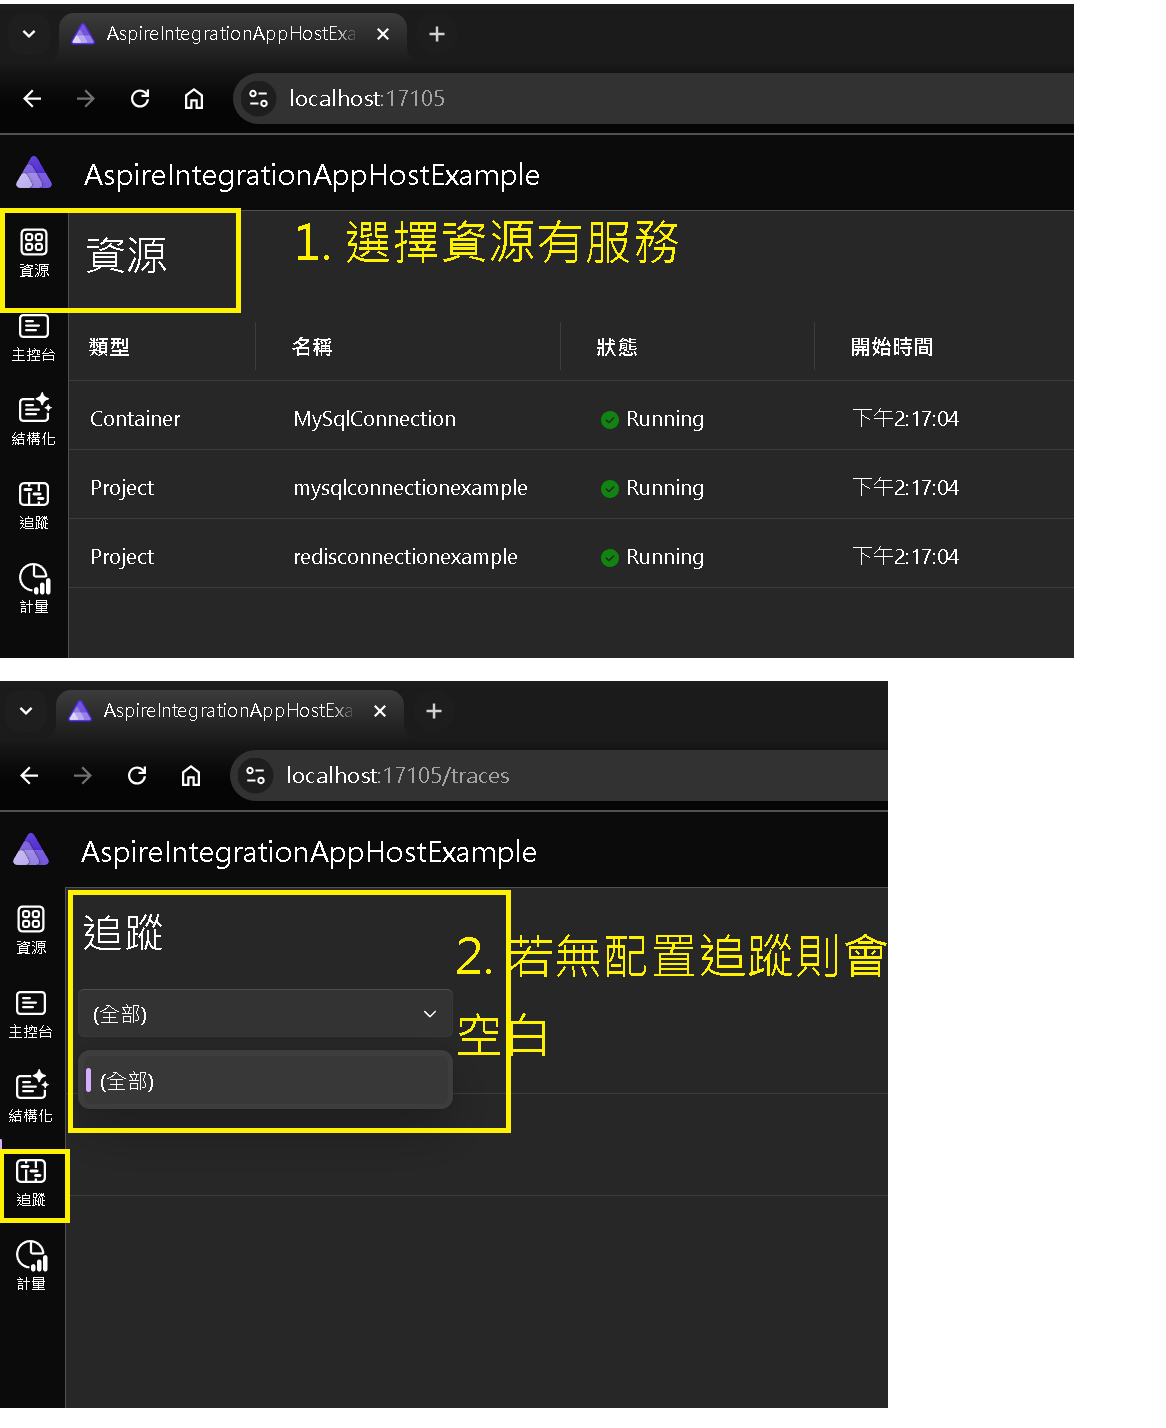 AspireIntegrationAppHostExa
localhost:17105
AspireIntegrationAppHostExample
資源
資源
1. 選擇資源有服務
主控台
類型 名稱 狀態 開始時間
Container MySqlConnection Running 下午2:17:04
結構化
Project mysqlconnectionexample Running 下午2:17:04
追蹤
Project redisconnectionexample Running 下午2:17:04
計量
AspireIntegrationAppHostExa
localhost:17105/traces
AspireIntegrationAppHostExample
資源
追蹤
2. 若無配置追蹤則會
空白
(全部)
主控台
(全部)
結構化
追蹤
計量